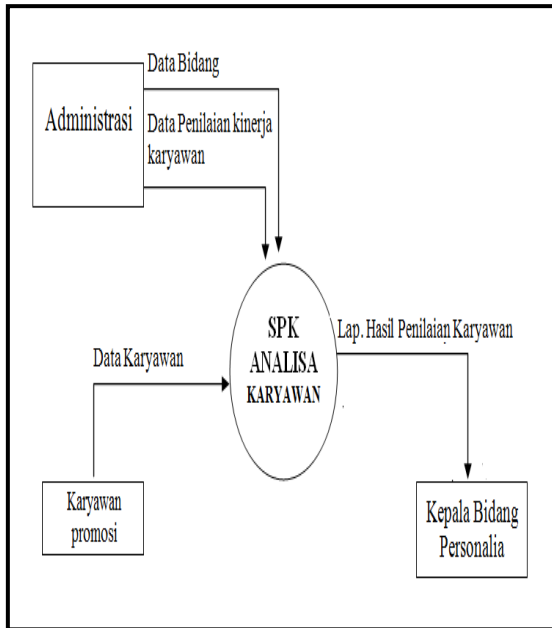 Data Bidang
Administrasi
Data Penilaian kinerja
karyawan
SPK
ANALISA
KARYAWAN
Lap. Hasil Penilaian Karyawan
Data Karyawan
Karyawan
promosi
Kepala Bidang
Personalia